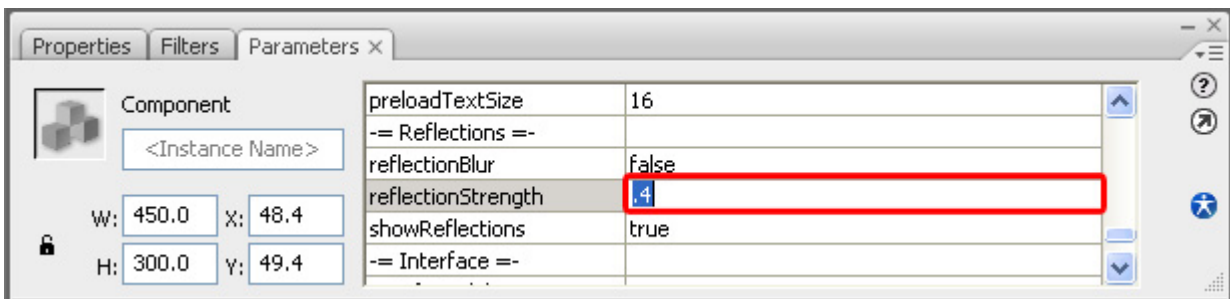 Properties Filters Parameters ×
Component
<Instance Name>
W: 450.0 X: 48.4
H: 300.0 Y: 49.4
preloadTextSize 16
-= Reflections =-
reflectionBlur false
reflectionStrength .4
showReflections true
-= Interface =-